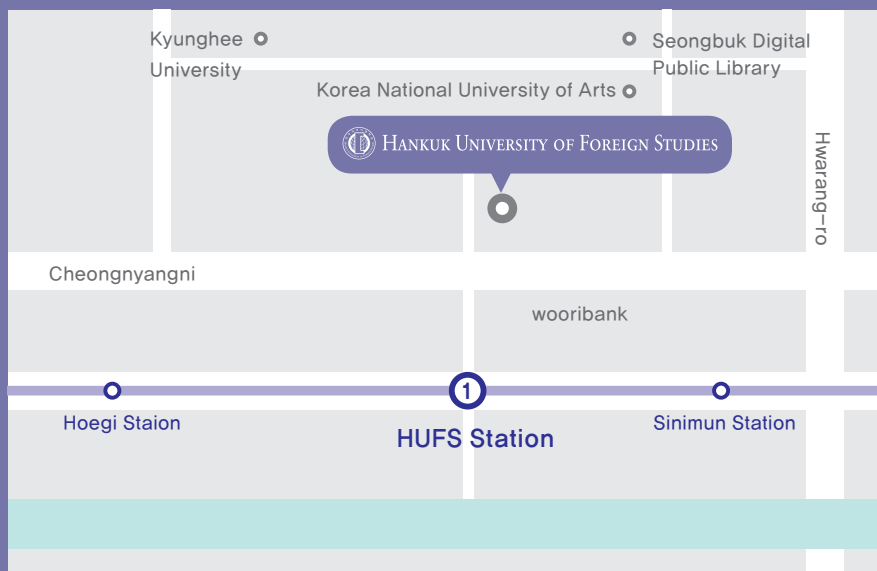 Kyunghee
University
Seongbuk Digital
Public Library
Korea National University of Arts
HANKUK UNIVERSITY OF FOREIGN STUDIES
Hwarang-ro
Cheongnyangni
wooribank
1
Hoegi Staion
HUFS Station
Sinimun Station